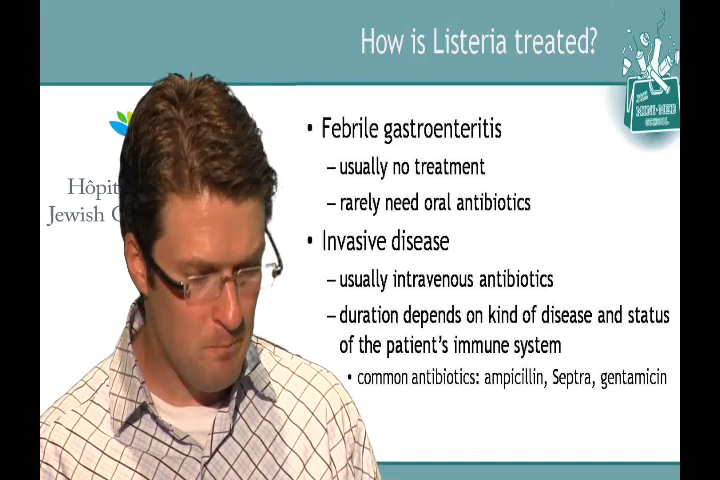 How is Listeria treated?
THE
MINI-MED
SCHOOL
Hôpit
Jewish G
• Febrile gastroenteritis
– usually no treatment
– rarely need oral antibiotics
• Invasive disease
– usually intravenous antibiotics
– duration depends on kind of disease and status
of the patient's immune system
• common antibiotics: ampicillin, Septra, gentamicin